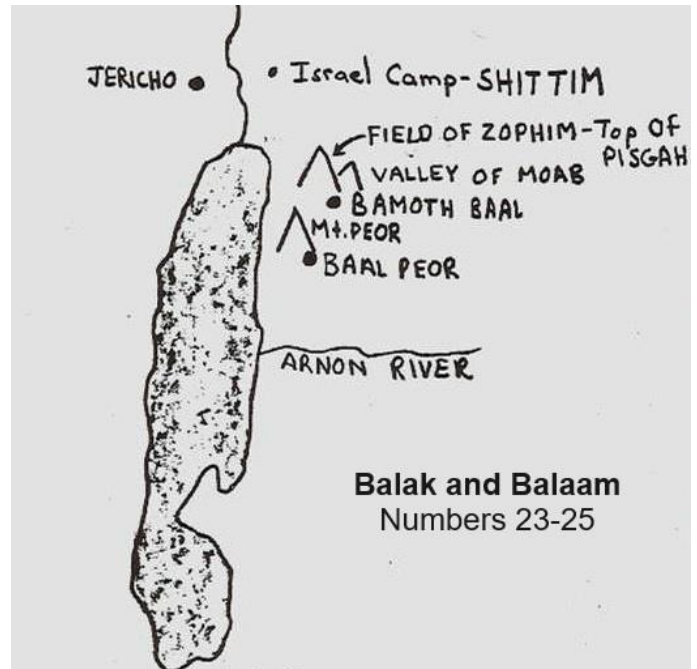 JERICHO
Israel Camp-SHITTIM
FIELD OF ZOPHIM-Top OF
PISGAH
VALLEY OF MOAB
BAMOTH BAAL
Mt. PEOR
BAAL PEOR
ARNON RIVER
Balak and Balaam
Numbers 23-25